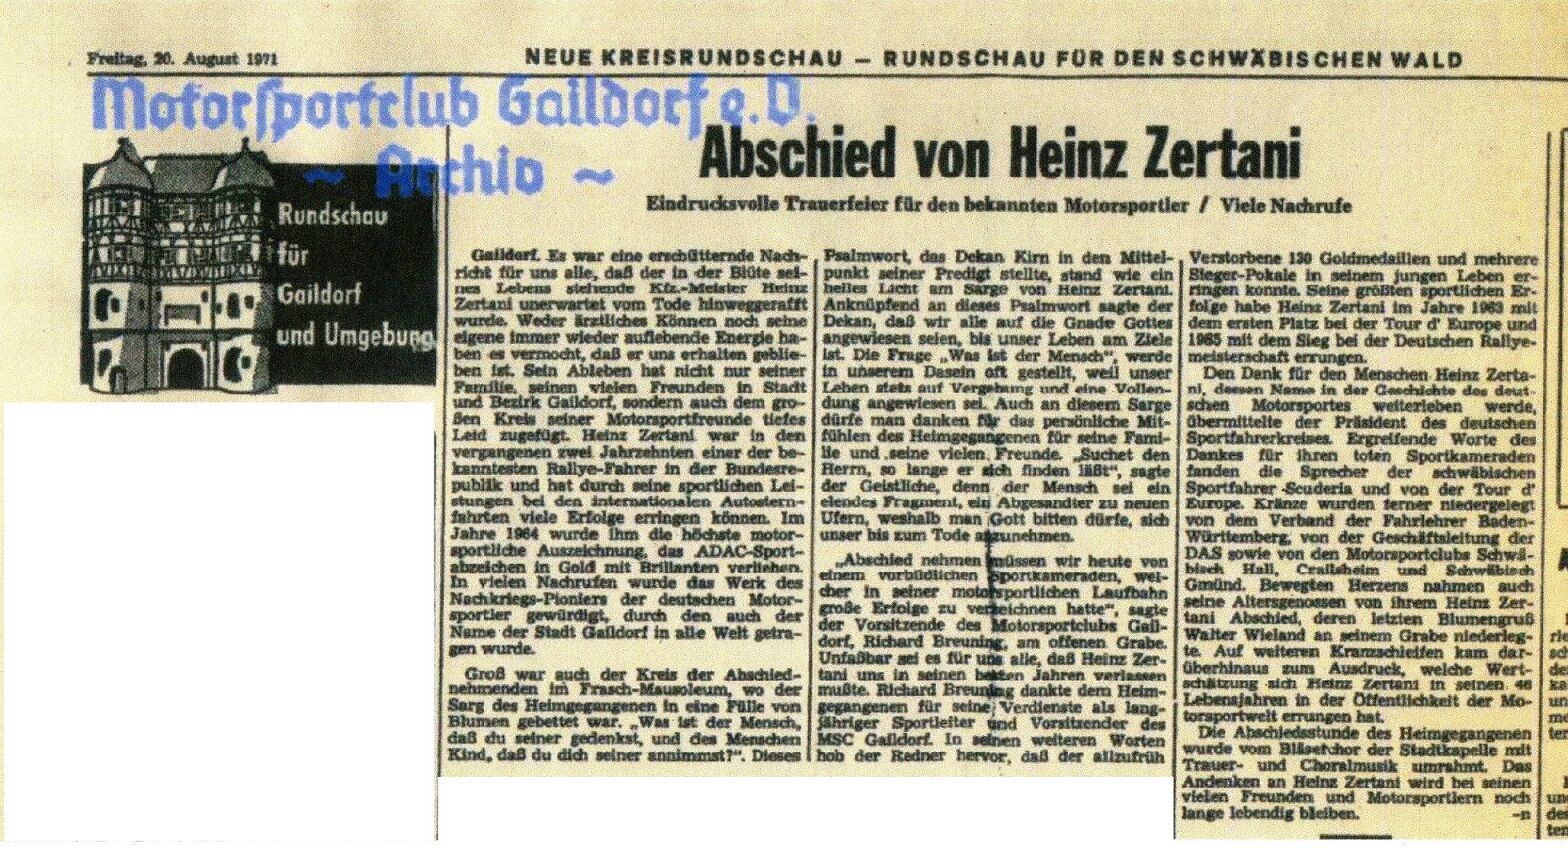 Freitag, 20. August 1971
NEUE KREISRUNDSCHAU — RUNDSCHAU FÜR DEN SCHWÄBISCHEN WALD
Motorsportclub Gaildorf e.V.
~ Archiv ~
Rundschau
für
Gaildorf
und Umgebung
Abschied von Heinz Zertani
Eindrucksvolle Trauerfeier für den bekannten Motorsportler / Viele Nachrufe
Gaildorf. Es war eine erschütternde Nach-
richt für uns alle, daß der in der Blüte sei-
nes Lebens stehende Kfz.-Meister Heinz
Zertani unerwartet vom Tode hinweggerafft
wurde. Weder ärztliches Können noch seine
eigene immer wieder auflebende Energie ha-
ben es vermocht, daß er uns erhalten geblie-
ben ist. Sein Ableben hat nicht nur seiner
Familie, seinen vielen Freunden in Stadt
und Bezirk Gaildorf, sondern auch dem gro-
ßen Kreis seiner Motorsportfreunde tiefes
Leid zugefügt. Heinz Zertani war in den
vergangenen zwei Jahrzehnten einer der be-
kanntesten Rallye-Fahrer in der Bundesre-
publik und hat durch seine sportlichen Lei-
stungen bei den internationalen Autostern-
fahrten viele Erfolge erringen können. Im
Jahre 1964 wurde ihm die höchste motor-
sportliche Auszeichnung, das ADAC-Sport-
abzeichen in Gold mit Brillanten verliehen.
In vielen Nachrufen wurde das Werk des
Nachkriegs-Pioniers der deutschen Motor-
sportler gewürdigt, durch den auch der
Name der Stadt Gaildorf in alle Welt getra-
gen wurde.
Groß war auch der Kreis der Abschied-
nehmenden im Frasch-Mausoleum, wo der
Sarg des Heimgegangenen in eine Fülle von
Blumen gebettet war. „Was ist der Mensch,
daß du seiner gedenkst, und des Menschen
Kind, daß du dich seiner annimmst?“. Dieses
Psalmwort, das Dekan Kirn in den Mittel-
punkt seiner Predigt stellte, stand wie ein
helles Licht am Sarge von Heinz Zertani.
Anknüpfend an dieses Psalmwort sagte der
Dekan, daß wir alle auf die Gnade Gottes
angewiesen seien, bis unser Leben am Ziele
ist. Die Frage „Was ist der Mensch“, werde
in unserem Dasein oft gestellt, weil unser
Leben stets auf Vergebung und eine Vollen-
dung angewiesen sei. Auch an diesem Sarge
dürfe man danken für das persönliche Mit-
fühlen des Heimgegangenen für seine Fami-
lie und seine vielen Freunde. „Suchet den
Herrn, so lange er sich finden läßt“, sagte
der Geistliche, denn der Mensch sei ein
elendes Fragment, ein Abgesandter zu neuen
Ufern, weshalb man Gott bitten dürfe, sich
unser bis zum Tode anzunehmen.
„Abschied nehmen müssen wir heute von
einem vorbildlichen Sportkameraden, wel-
cher in seiner motorsportlichen Laufbahn
große Erfolge zu verzeichnen hatte“, sagte
der Vorsitzende des Motorsportclubs Gail-
dorf, Richard Breuning, am offenen Grabe.
Unfaßbar sei es für uns alle, daß Heinz Zer-
tani uns in seinen besten Jahren verlassen
mußte. Richard Breuning dankte dem Heim-
gegangenen für seine Verdienste als lang-
jähriger Sportleiter und Vorsitzender des
MSC Gaildorf. In seinen weiteren Worten
hob der Redner hervor, daß der allzufrüh
Verstorbene 130 Goldmedaillen und mehrere
Sieger-Pokale in seinem jungen Leben er-
ringen konnte. Seine größten sportlichen Er-
folge habe Heinz Zertani im Jahre 1963 mit
dem ersten Platz bei der Tour d' Europe und
1965 mit dem Sieg bei der Deutschen Rallye-
meisterschaft errungen.
Den Dank für den Menschen Heinz Zerta-
ni, dessen Name in der Geschichte des deut-
schen Motorsportes weiterleben werde,
übermittelte der Präsident des deutschen
Sportfahrerkreises. Ergreifende Worte des
Dankes für ihren toten Sportkameraden
fanden die Sprecher der schwäbischen
Sportfahrer-Scuderia und von der Tour d'
Europe. Kränze wurden ferner niedergelegt
von dem Verband der Fahrlehrer Baden-
Württemberg, von der Geschäftsleitung der
DAS sowie von den Motorsportclubs Schwä-
bisch Hall, Crailsheim und Schwäbisch
Gmünd. Bewegten Herzens nahmen auch
seine Altersgenossen von ihrem Heinz Zer-
tani Abschied, deren letzten Blumengruß
Walter Wieland an seinem Grabe niederleg-
te. Auf weiteren Kranzschleifen kam dar-
überhinaus zum Ausdruck, welche Wert-
schätzung sich Heinz Zertani in seinen 46
Lebensjahren in der Öffentlichkeit der Mo-
torsportwelt errungen hat.
Die Abschiedsstunde des Heimgegangenen
wurde vom Bläserchor der Stadtkapelle mit
Trauer- und Choralmusik umrahmt. Das
Andenken an Heinz Zertani wird bei seinen
vielen Freunden und Motorsportlern noch
lange lebendig bleiben. -n